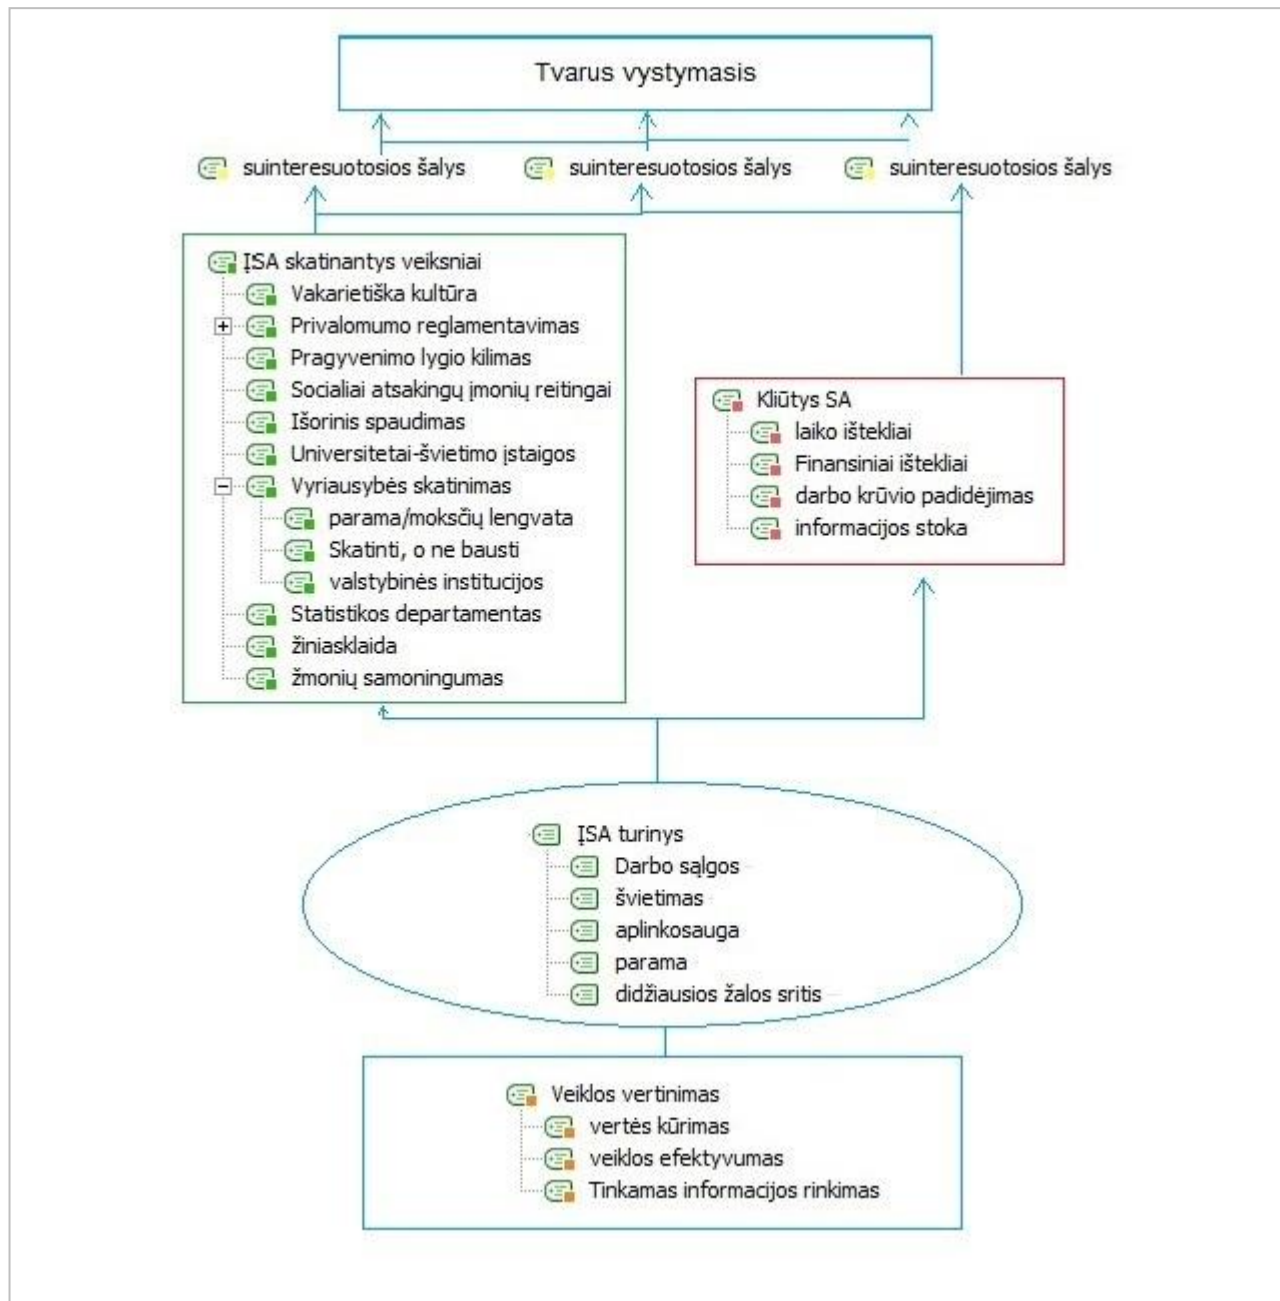 Tvarus vystymasis
suinteresuotosios šalys suinteresuotosios šalys suinteresuotosios šalys
ĮSA skatinantys veiksniai
Vakarietiška kultūra
Privalomumo reglamentavimas
Pragyvenimo lygio kilimas
Socialiai atsakingų įmonių reitingai
Išorinis spaudimas
Universitetai-švietimo įstaigos
Vyriausybės skatinimas
parama/moksčių lengvata
Skatinti, o ne bausti
valstybinės institucijos
Statistikos departamentas
žiniasklaida
žmonių samoningumas
Kliūtys SA
laiko ištekliai
Finansiniai ištekliai
darbo krūvio padidėjimas
informacijos stoka
ĮSA turinys
Darbo sąlgos
švietimas
aplinkosauga
parama
didžiausios žalos sritis
Veiklos vertinimas
vertės kūrimas
veiklos efektyvumas
Tinkamas informacijos rinkimas